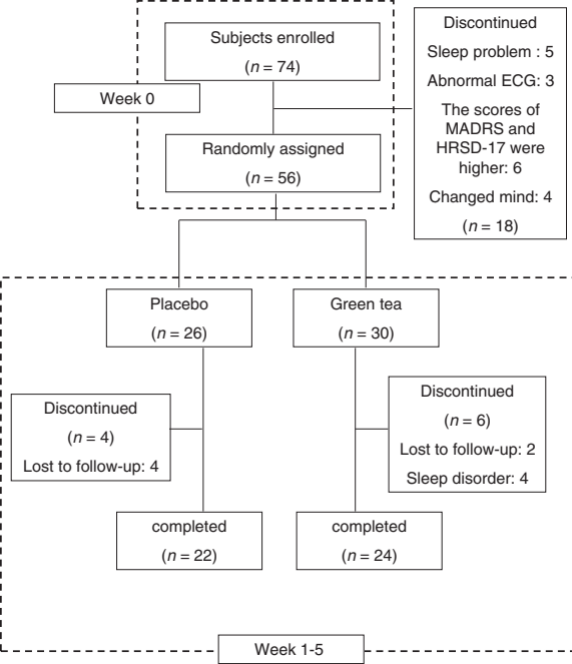 Subjects enrolled
(n = 74)
Week 0
Randomly assigned
(n = 56)
Discontinued
Sleep problem : 5
Abnormal ECG: 3
The scores of
MADRS and
HRSD-17 were
higher: 6
Changed mind: 4
(n = 18)
Placebo
(n = 26)
Green tea
(n = 30)
Discontinued
(n = 4)
Lost to follow-up: 4
Discontinued
(n = 6)
Lost to follow-up: 2
Sleep disorder: 4
completed
(n = 22)
completed
(n = 24)
Week 1-5